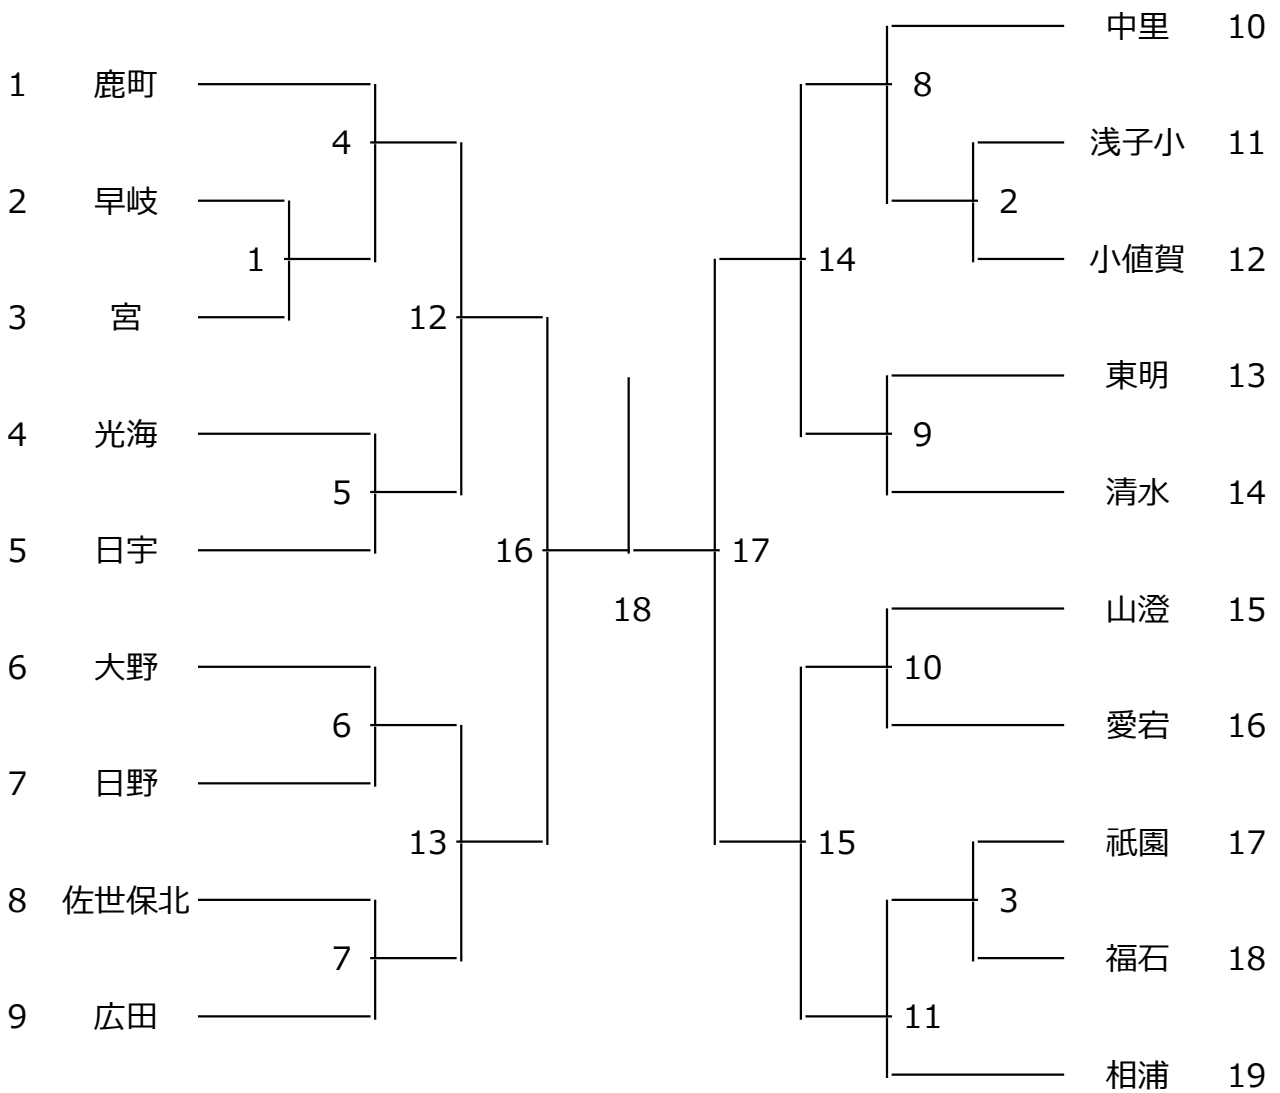 1 鹿町
4
2 早岐
1
3 宮
12
4 光海
5
5 日宇
16
6 大野
6
7 日野
13
8 佐世保北
7
9 広田
18
中里 10
8
浅子小 11
2
小値賀 12
14
東明 13
9
清水 14
17
山澄 15
10
愛宕 16
15
祇園 17
3
福石 18
11
相浦 19